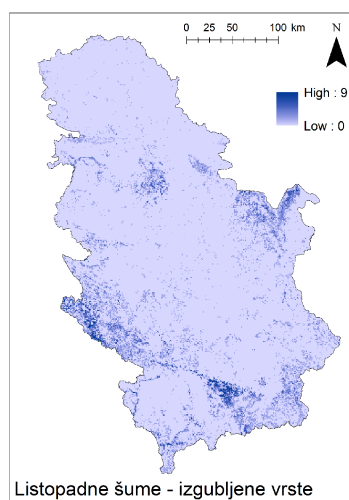 0 25 50 100 km
N
High : 9
Low : 0
Listopadne šume - izgubljene vrste